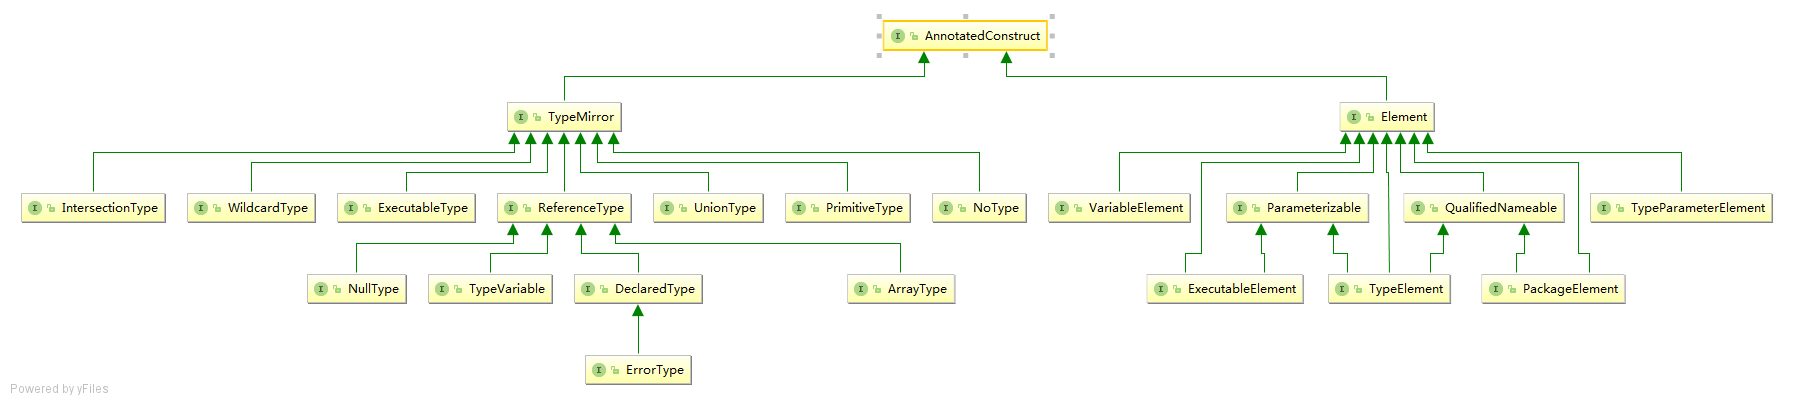 AnnotatedConstruct
TypeMirror
Element
IntersectionType
WildcardType
ExecutableType
ReferenceType
UnionType
PrimitiveType
NoType
VariableElement
Parameterizable
QualifiedNameable
TypeParameterElement
NullType
TypeVariable
DeclaredType
ArrayType
ExecutableElement
TypeElement
PackageElement
ErrorType
Powered by yFiles